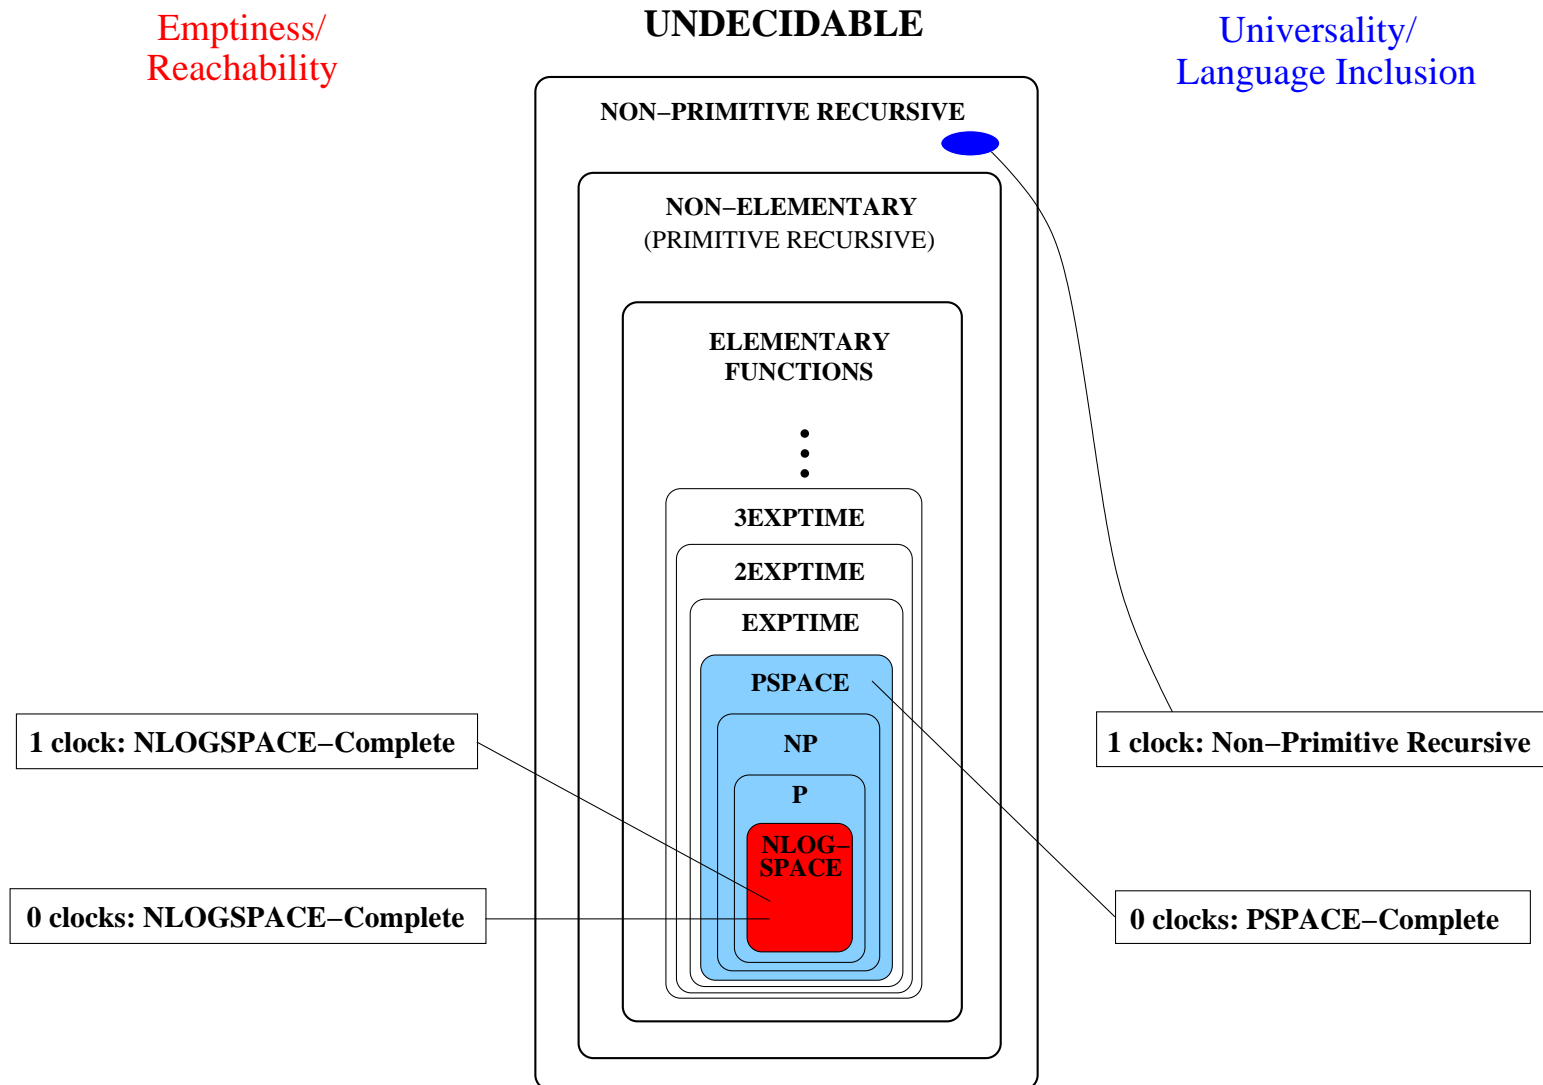 Emptiness/
Reachability
UNDECIDABLE
Universality/
Language Inclusion
NON–PRIMITIVE RECURSIVE
NON–ELEMENTARY
(PRIMITIVE RECURSIVE)
ELEMENTARY
FUNCTIONS
3EXPTIME
2EXPTIME
EXPTIME
PSPACE
NP
P
NLOG–
SPACE
1 clock: NLOGSPACE–Complete
0 clocks: NLOGSPACE–Complete
1 clock: Non–Primitive Recursive
0 clocks: PSPACE–Complete